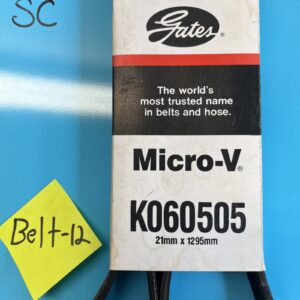 SC
Gates®
The world's
most trusted name
in belts and hose.
Micro-V®
K060505
21mm x 1295mm
Belt-12